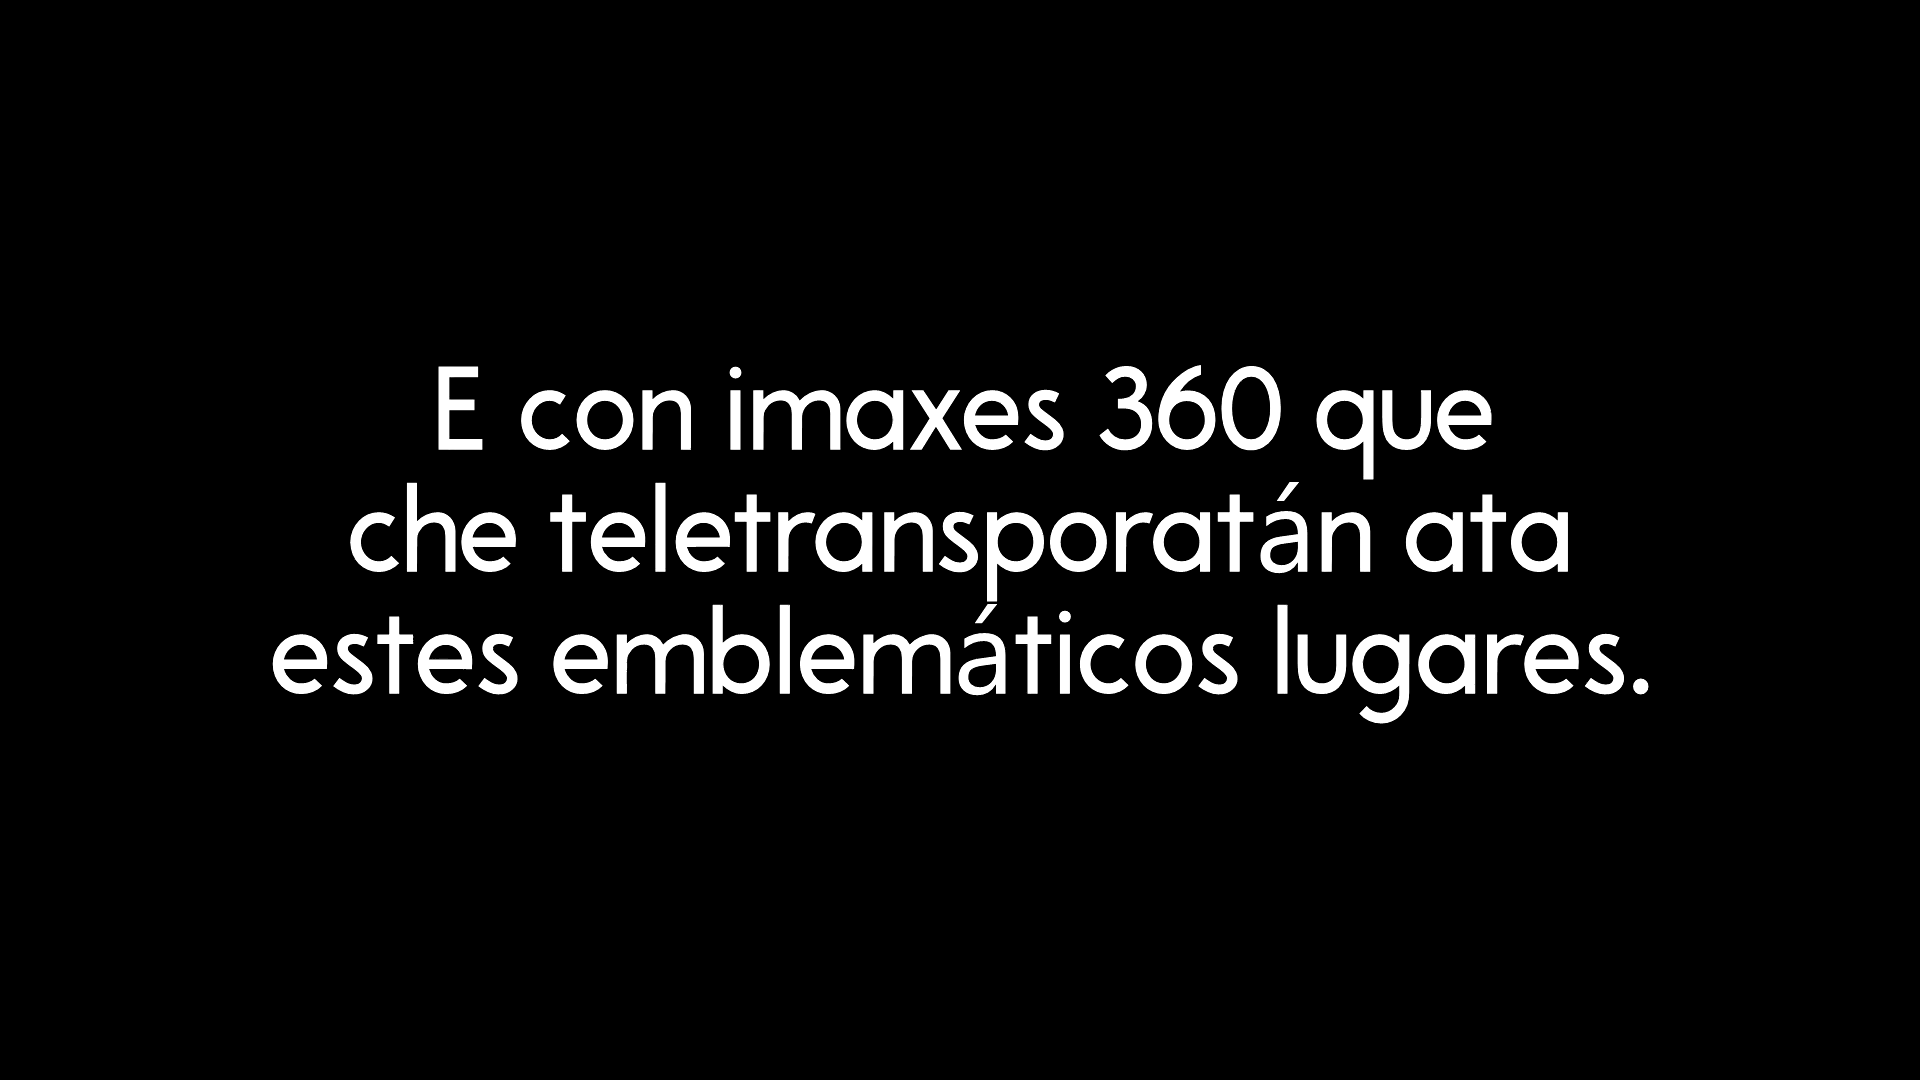 E con imaxes 360 que
che teletransporatán ata
estes emblemáticos lugares.